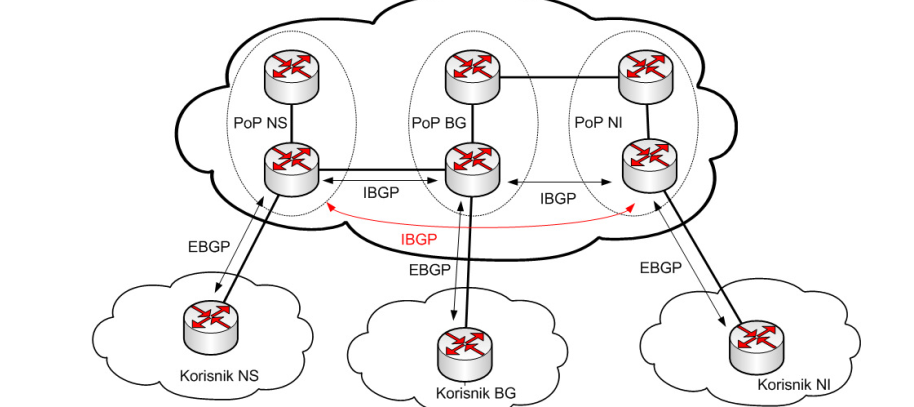 PoP NS
PoP BG
PoP NI
IBGP
IBGP
IBGP
EBGP
EBGP
EBGP
Korisnik NS
Korisnik BG
Korisnik NI